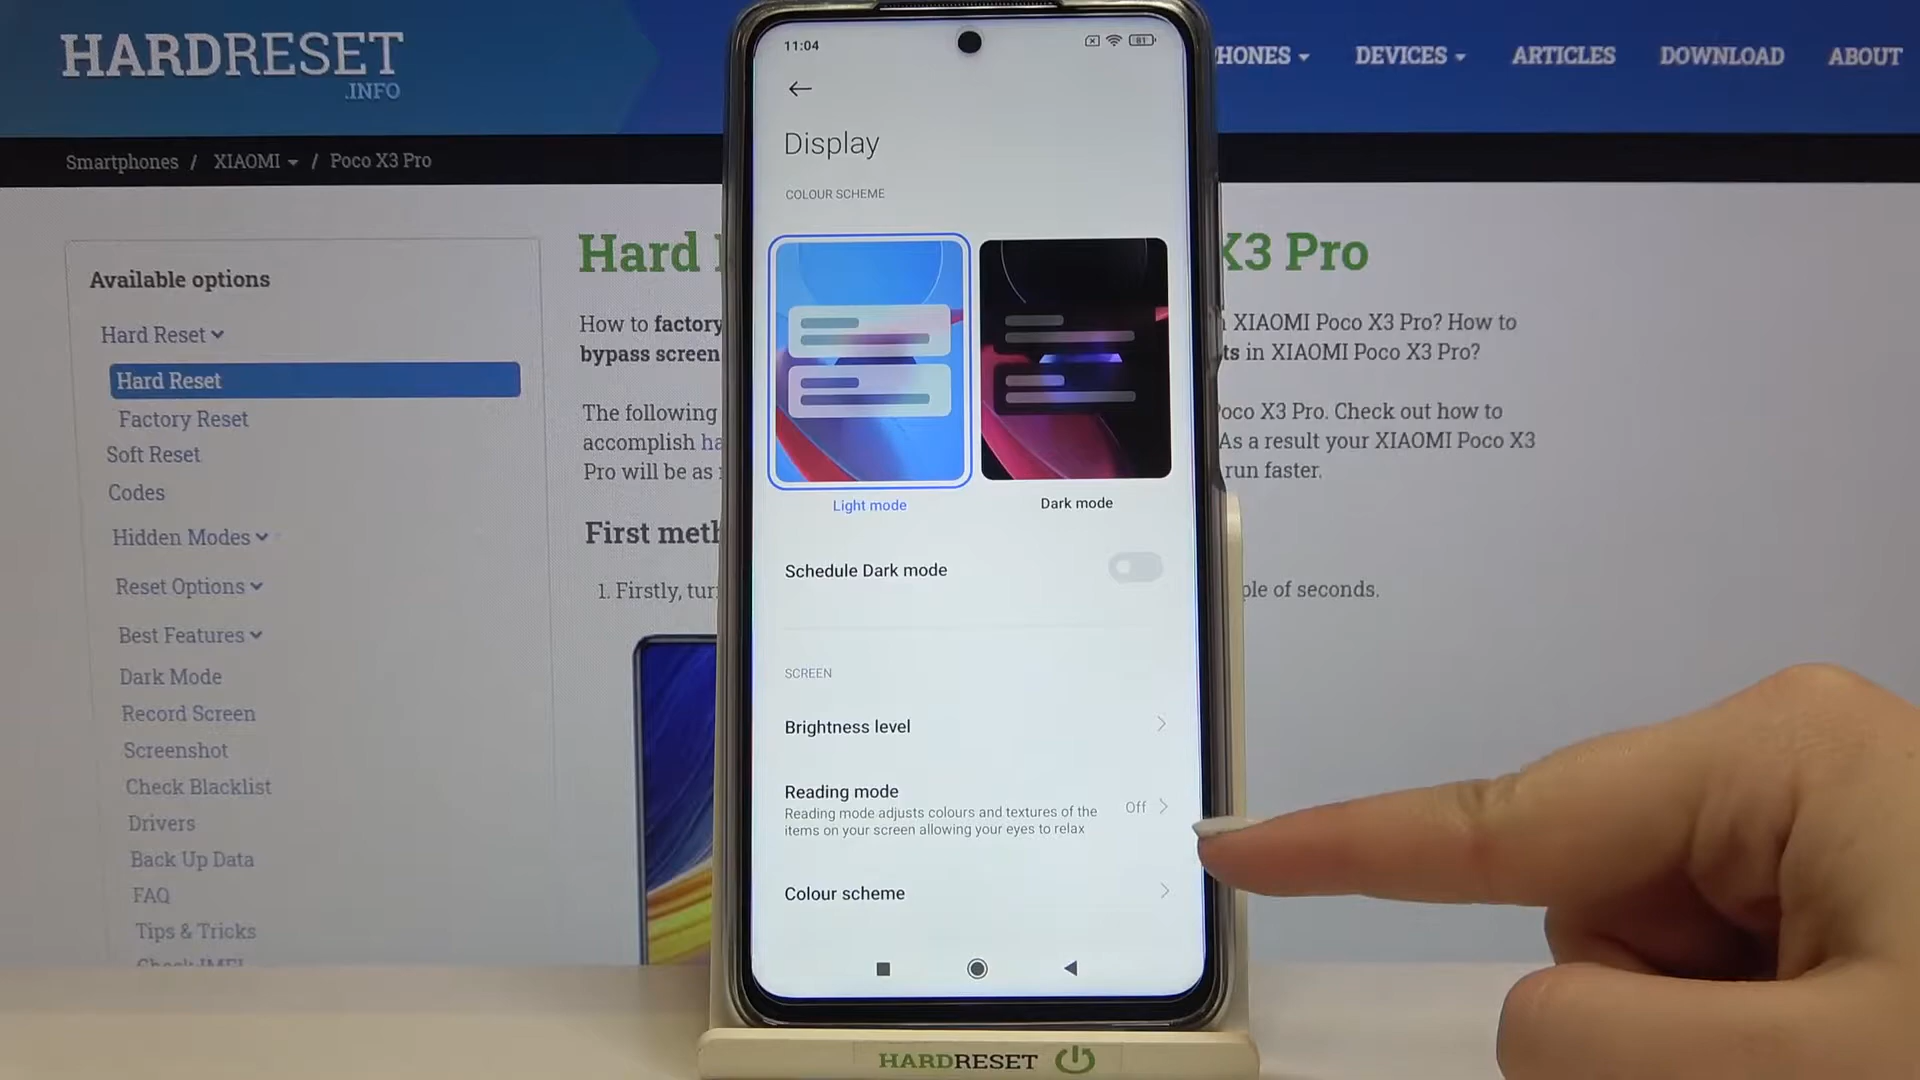 HARDRESET
.INFO
HONES
DEVICES
ARTICLES
DOWNLOAD
ABOUT
Smartphones / XIAOMI / Poco X3 Pro
Available options
Hard Reset
Hard Reset
Factory Reset
Soft Reset
Codes
Hidden Modes
Reset Options
Best Features
Dark Mode
Record Screen
Screenshot
Check Blacklist
Drivers
Back Up Data
FAQ
Tips & Tricks
Check IMEI
Hard
X3 Pro
How to factory
XIAOMI Poco X3 Pro? How to
bypass screen
ts in XIAOMI Poco X3 Pro?
The following
Poco X3 Pro. Check out how to
accomplish ha
As a result your XIAOMI Poco X3
Pro will be as
run faster.
First meth
1. Firstly, tur
ple of seconds.
11:04
81
Display
COLOUR SCHEME
Light mode
Dark mode
Schedule Dark mode
SCREEN
Brightness level
Reading mode
Reading mode adjusts colours and textures of the
items on your screen allowing your eyes to relax
Off
Colour scheme
HARDRESET